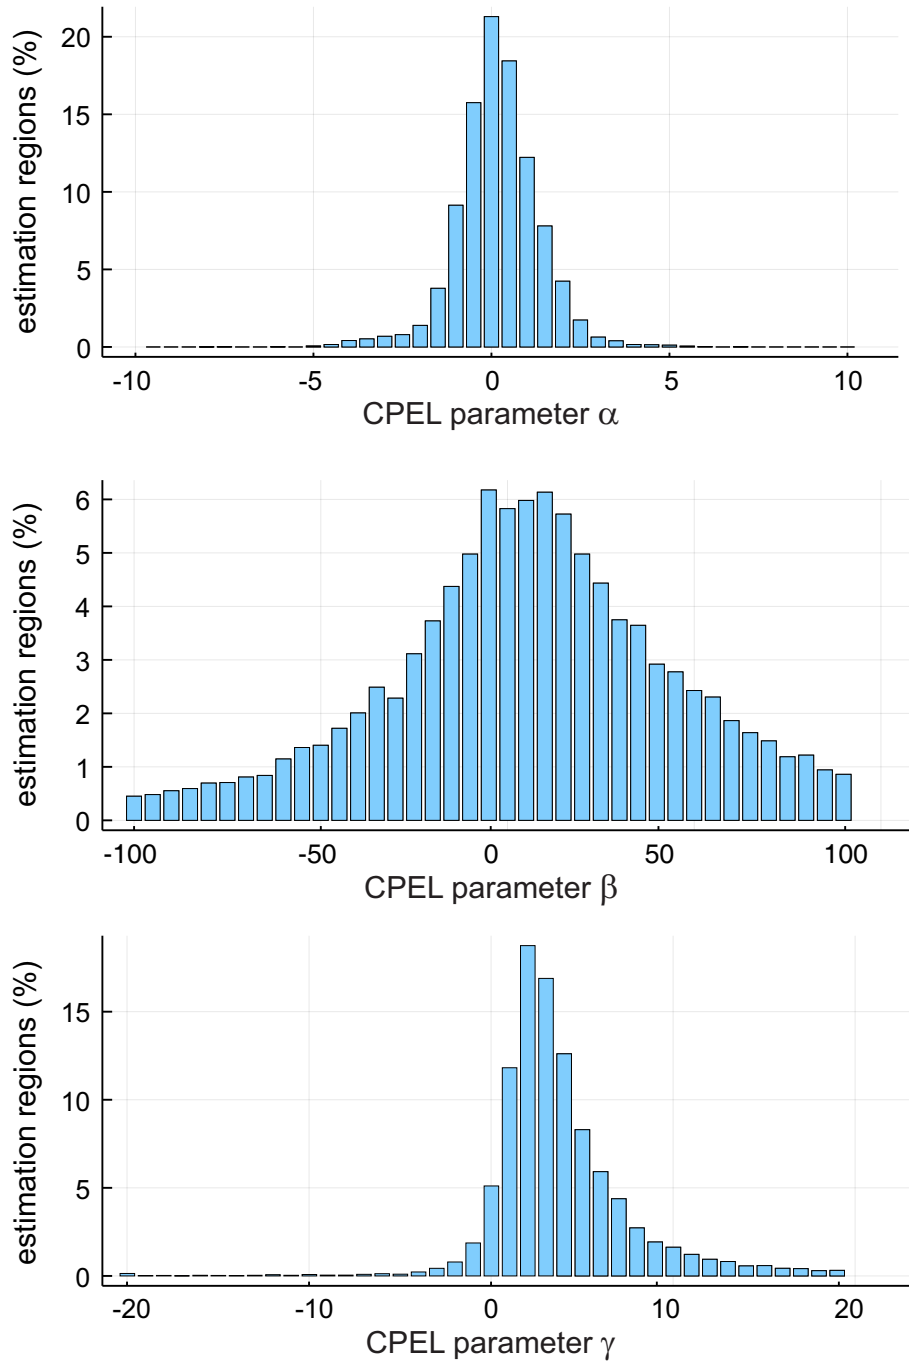 estimation regions (%)
20
15
10
5
0
-10 -5 0 5 10
CPEL parameter α
estimation regions (%)
6
5
4
3
2
1
0
-100 -50 0 50 100
CPEL parameter β
estimation regions (%)
15
10
5
0
-20 -10 0 10 20
CPEL parameter γ